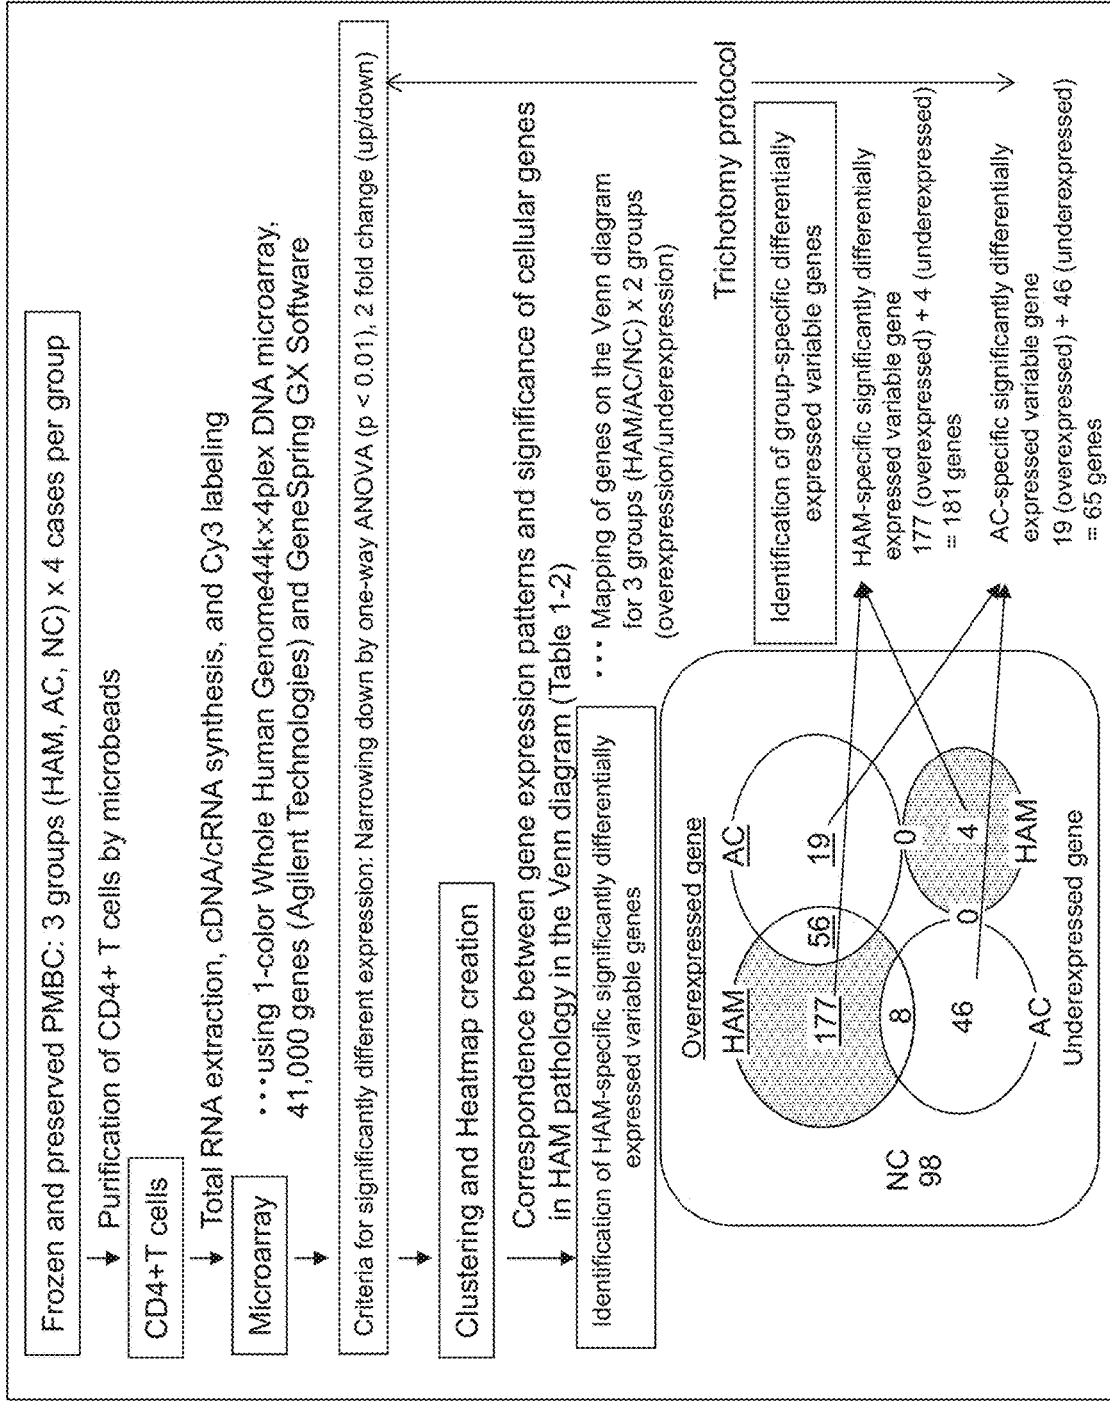 Frozen and preserved PMBC: 3 groups (HAM, AC, NC) x 4 cases per group
Purification of CD4+ T cells by microbeads
CD4+T cells
Total RNA extraction, cDNA/cRNA synthesis, and Cy3 labeling
Microarray
･･･using 1-color Whole Human Genome44k×4plex DNA microarray,
41,000 genes (Agilent Technologies) and GeneSpring GX Software
Criteria for significantly different expression: Narrowing down by one-way ANOVA (p < 0.01), 2 fold change (up/down)
Clustering and Heatmap creation
Correspondence between gene expression patterns and significance of cellular genes
in HAM pathology in the Venn diagram (Table 1-2)
Identification of HAM-specific significantly differentially
expressed variable genes
･･･ Mapping of genes on the Venn diagram
for 3 groups (HAM/AC/NC) x 2 groups
(overexpression/underexpression)
Trichotomy protocol
Overexpressed gene
HAM
AC
177
56
19
8
0
0
46
4
AC
HAM
Underexpressed gene
NC
98
Identification of group-specific differentially
expressed variable genes
HAM-specific significantly differentially
expressed variable gene
177 (overexpressed) + 4 (underexpressed)
= 181 genes
AC-specific significantly differentially
expressed variable gene
19 (overexpressed) + 46 (underexpressed)
= 65 genes